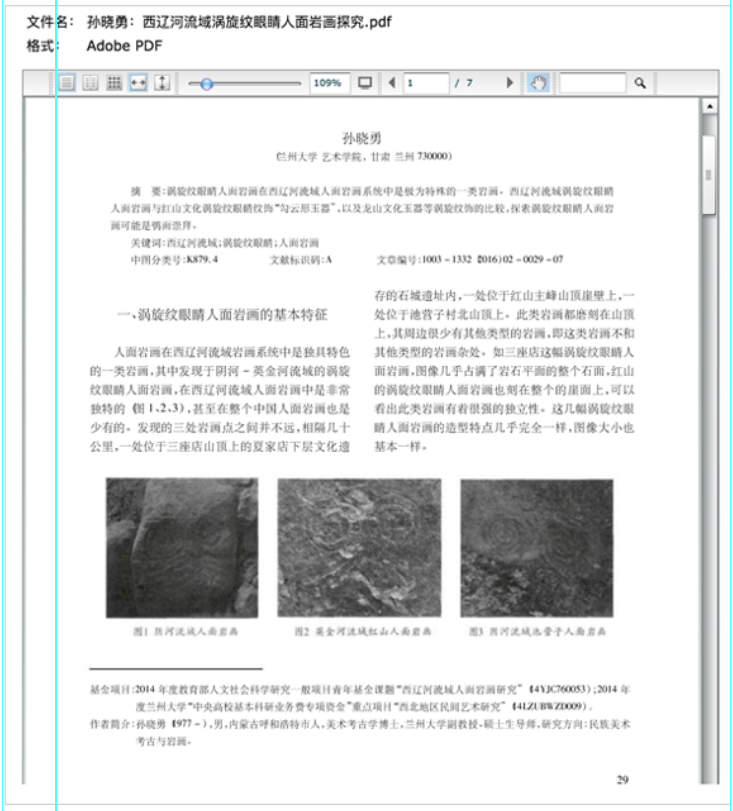 文件名： 孙晓勇：西辽河流域涡旋纹眼睛人面岩画探究.pdf
格式： Adobe PDF
109%
1
/ 7
孙晓勇
(兰州大学 艺术学院，甘肃 兰州 730000)
摘 要:涡旋纹眼睛人面岩画在西辽河流域人面岩画系统中是极为特殊的一类岩画。西辽河流域涡旋纹眼睛
人面岩画与红山文化涡旋纹眼睛纹饰"勾云形玉器"，以及龙山文化玉器等涡旋纹饰的比较，探索涡旋纹眼睛人面岩
画可能是鸮面崇拜。
关键词:西辽河流域;涡旋纹眼睛;人面岩画
中图分类号:K879.4 文献标识码:A 文章编号:1003－1332（2016)02－0029－07
一、涡旋纹眼睛人面岩画的基本特征
人面岩画在西辽河流域岩画系统中是独具特色
的一类岩画，其中发现于阴河－英金河流域的涡旋
纹眼睛人面岩画，在西辽河流域人面岩画中是非常
独特的（图1、2、3)，甚至在整个中国人面岩画也是
少有的。发现的三处岩画点之间并不远，相隔几十
公里，一处位于三座店山顶上的夏家店下层文化遗
存的石城遗址内，一处位于红山主峰山顶崖壁上，一
处位于池营子村北山顶上。此类岩画都磨刻在山顶
上，其周边很少有其他类型的岩画，即这类岩画不和
其他类型的岩画杂处。如三座店这幅涡旋纹眼睛人
面岩画，图像几乎占满了岩石平面的整个石面，红山
的涡旋纹眼睛人面岩画也刻在整个的崖面上，可以
看出此类岩画有着很强的独立性。这几幅涡旋纹眼
睛人面岩画的造型特点几乎完全一样，图像大小也
基本一样。
图1 阴河流域人面岩画
图2 英金河流域红山人面岩画
图3 阴河流域池营子人面岩画
基金项目:2014 年度教育部人文社会科学研究一般项目青年基金课题"西辽河流域人面岩画研究"（14YJC760053);2014 年
度兰州大学"中央高校基本科研业务费专项资金"重点项目"西北地区民间艺术研究"（14LZUBWZD009)。
作者简介:孙晓勇（1977－)，男，内蒙古呼和浩特市人，美术考古学博士，兰州大学副教授、硕士生导师，研究方向:民族美术
考古与岩画。
29